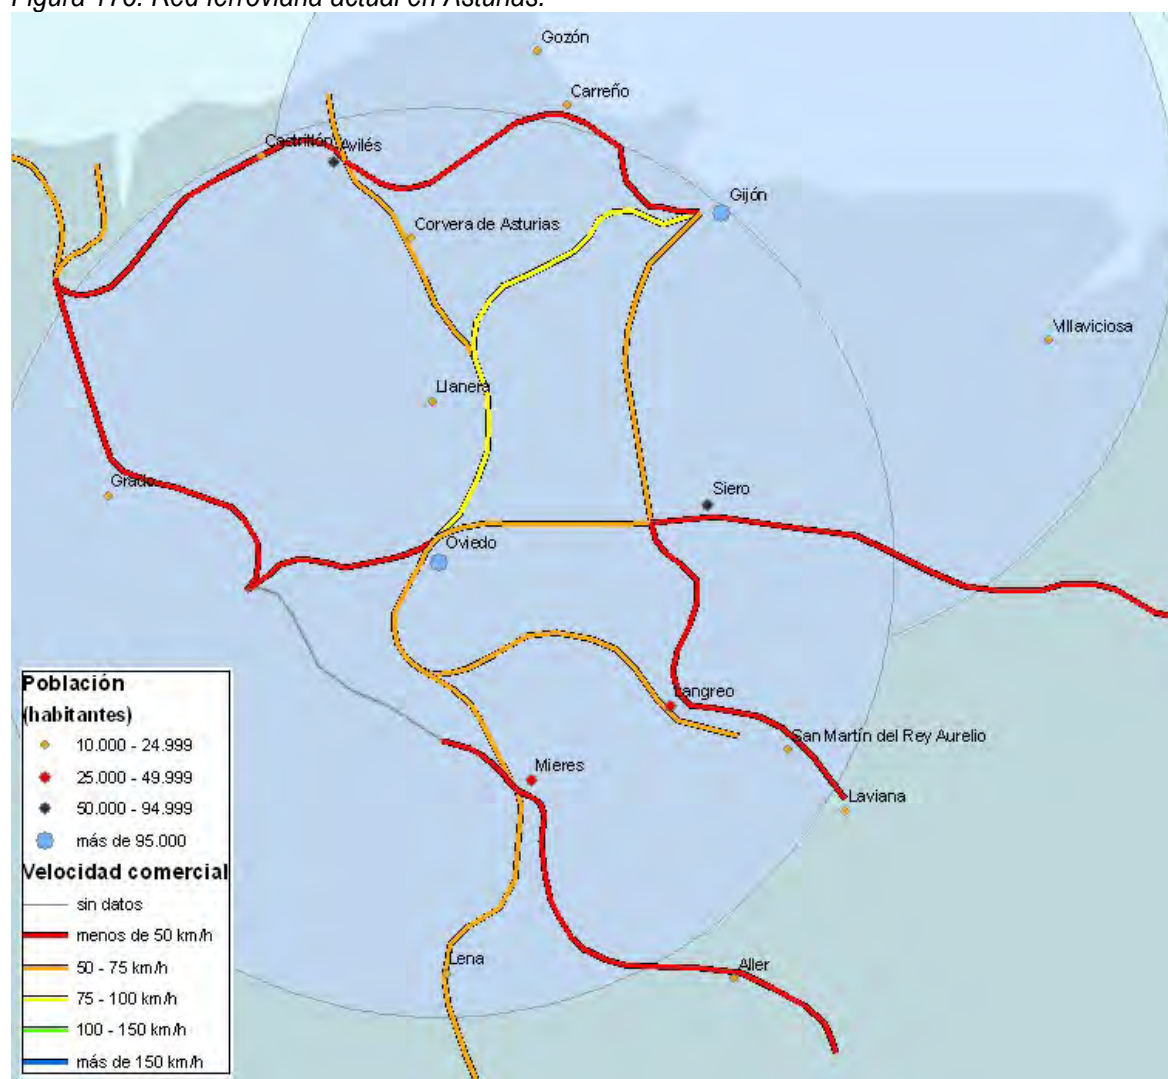 Figura 176. Red ferroviaria actual en Asturias.
Gozón
Carreño
Castrillón
Avilés
Gijón
Corvera de Asturias
Villaviciosa
Llanera
Grado
Siero
Oviedo
Langreo
San Martín del Rey Aurelio
Mieres
Laviana
Lena
Aller
Población
(habitantes)
10.000 - 24.999
25.000 - 49.999
50.000 - 94.999
más de 95.000
Velocidad comercial
sin datos
menos de 50 km/h
50 - 75 km/h
75 - 100 km/h
100 - 150 km/h
más de 150 km/h